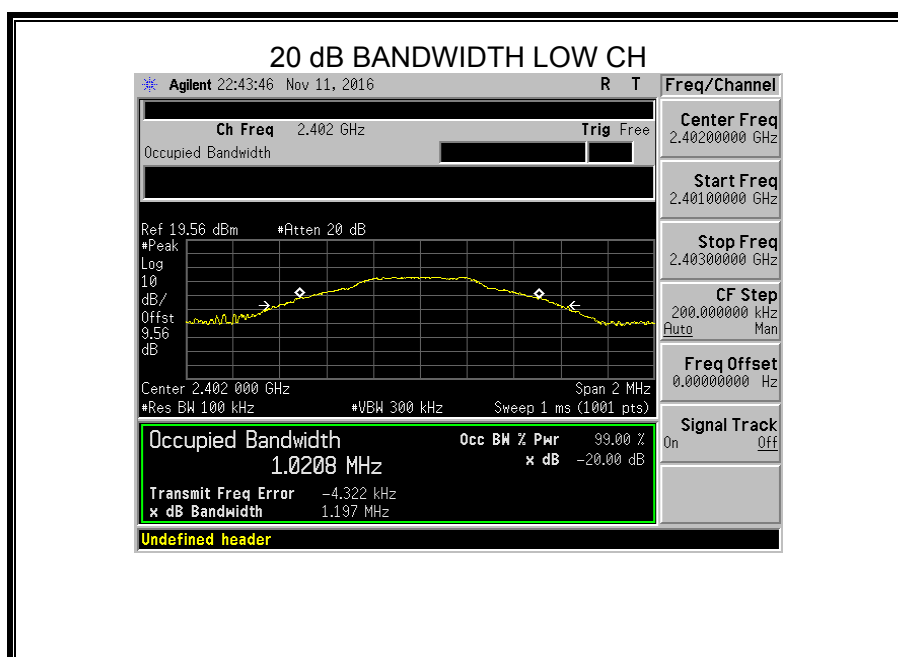 20 dB BANDWIDTH LOW CH
Agilent 22:43:46 Nov 11, 2016 R T
Freq/Channel
Ch Freq 2.402 GHz Trig Free
Occupied Bandwidth
Center Freq
2.40200000 GHz
Start Freq
2.40100000 GHz
Stop Freq
2.40300000 GHz
CF Step
200.000000 kHz
Auto Man
Freq Offset
0.00000000 Hz
Signal Track
On Off
Ref 19.56 dBm #Atten 20 dB
#Peak
Log
10
dB/
Offst
9.56
dB
Center 2.402 000 GHz Span 2 MHz
#Res BW 100 kHz #VBW 300 kHz Sweep 1 ms (1001 pts)
Occupied Bandwidth Occ BW % Pwr 99.00 %
1.0208 MHz x dB -20.00 dB
Transmit Freq Error -4.322 kHz
x dB Bandwidth 1.197 MHz
Undefined header